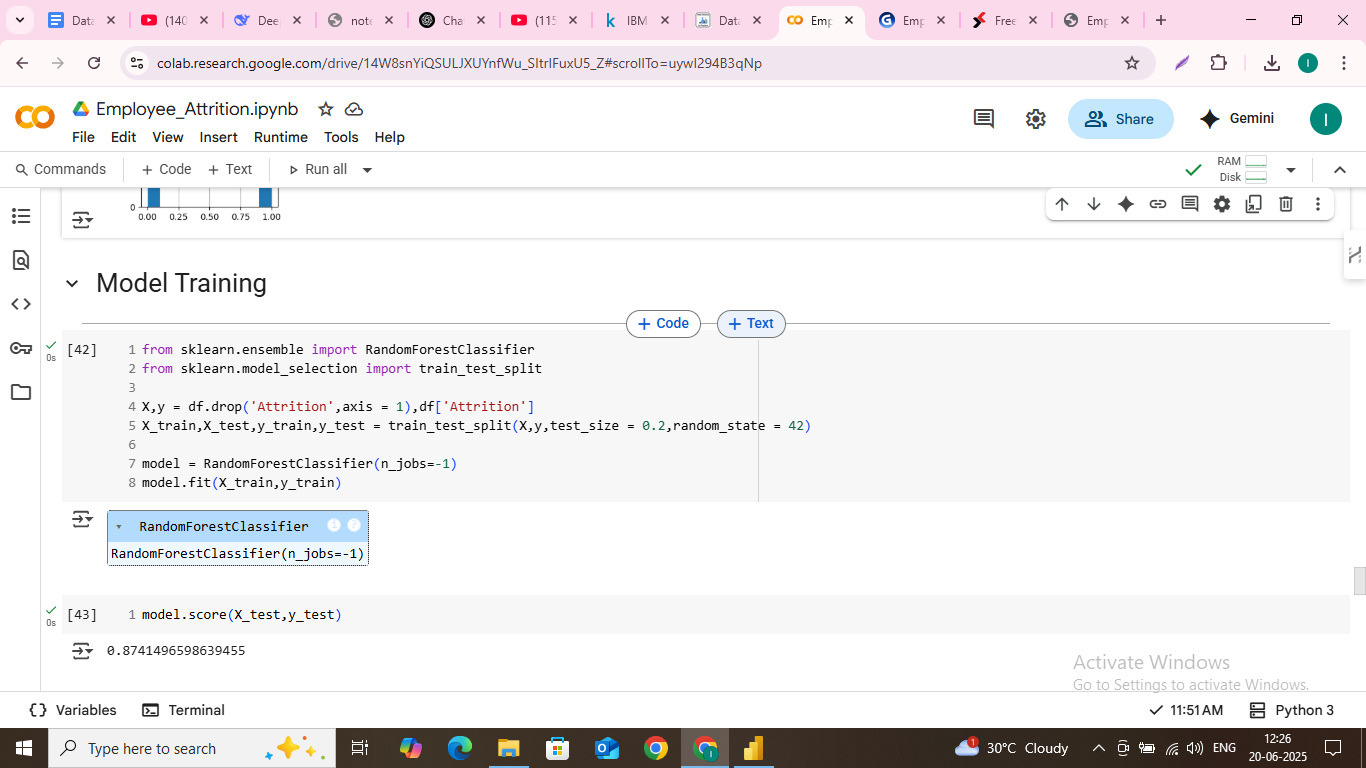 Data
(140
Dee
note
Cha
(115
IBM
Data
Emp
Emp
Free
Emp
colab.research.google.com/drive/14W8snYiQSULJXUYnfWu_SltrIFuxU5_Z#scrollTo=uywI294B3qNp
I
Employee_Attrition.ipynb
File Edit View Insert Runtime Tools Help
Share
Gemini
I
Commands + Code + Text Run all
RAM
Disk
0
0.00 0.25 0.50 0.75 1.00
Model Training
+ Code + Text
[42]
0s
1 from sklearn.ensemble import RandomForestClassifier
2 from sklearn.model_selection import train_test_split
3
4 X,y = df.drop('Attrition',axis = 1),df['Attrition']
5 X_train,X_test,y_train,y_test = train_test_split(X,y,test_size = 0.2,random_state = 42)
6
7 model = RandomForestClassifier(n_jobs=-1)
8 model.fit(X_train,y_train)
RandomForestClassifier i ?
RandomForestClassifier(n_jobs=-1)
[43]
0s
1 model.score(X_test,y_test)
0.8741496598639455
Activate Windows
Go to Settings to activate Windows.
Variables Terminal
11:51 AM Python 3
Type here to search
1
30°C Cloudy
ENG
12:26
20-06-2025